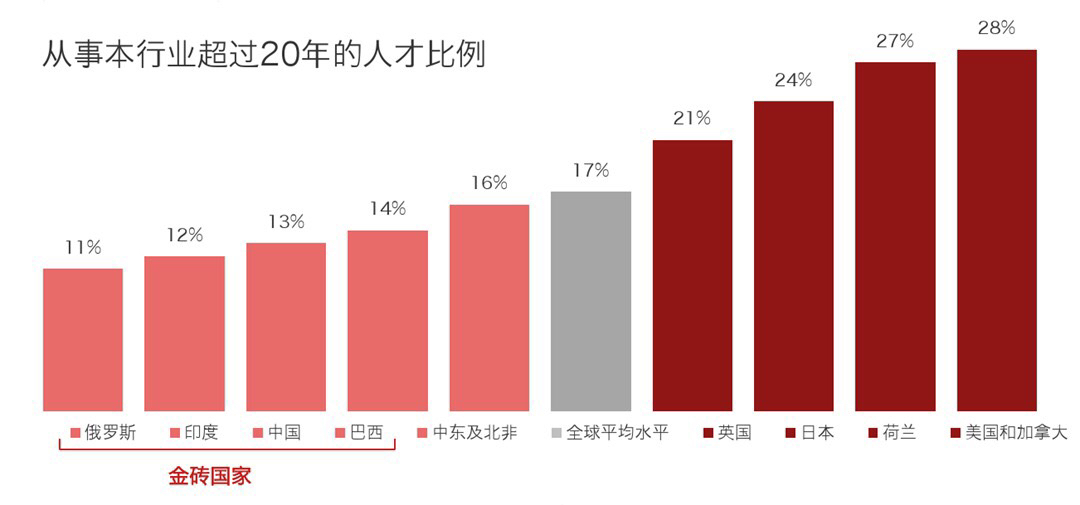 从事本行业超过20年的人才比例
11%
12%
13%
14%
16%
17%
21%
24%
27%
28%
俄罗斯
印度
中国
巴西
中东及北非
全球平均水平
英国
日本
荷兰
美国和加拿大
金砖国家